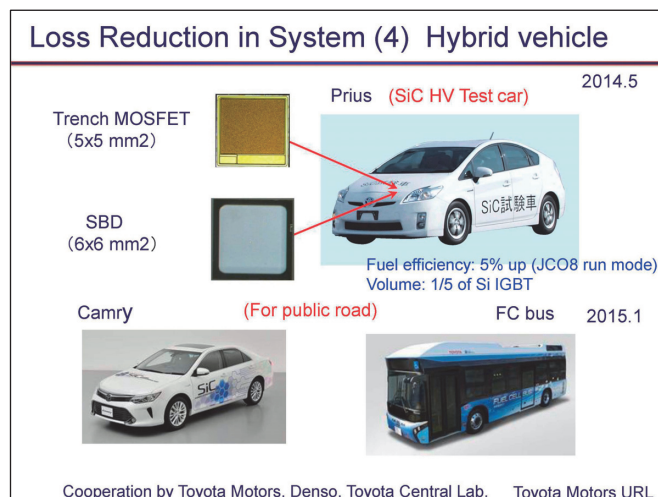 Loss Reduction in System (4) Hybrid vehicle
2014.5
Prius (SiC HV Test car)
Trench MOSFET
(5x5 mm2)
SiC試験車
SBD
(6x6 mm2)
Fuel efficiency: 5% up (JCO8 run mode)
Volume: 1/5 of Si IGBT
Camry
(For public road)
FC bus
2015.1
SiC
FUEL CELL
Cooperation by Toyota Motors, Denso, Toyota Central Lab.
Toyota Motors URL